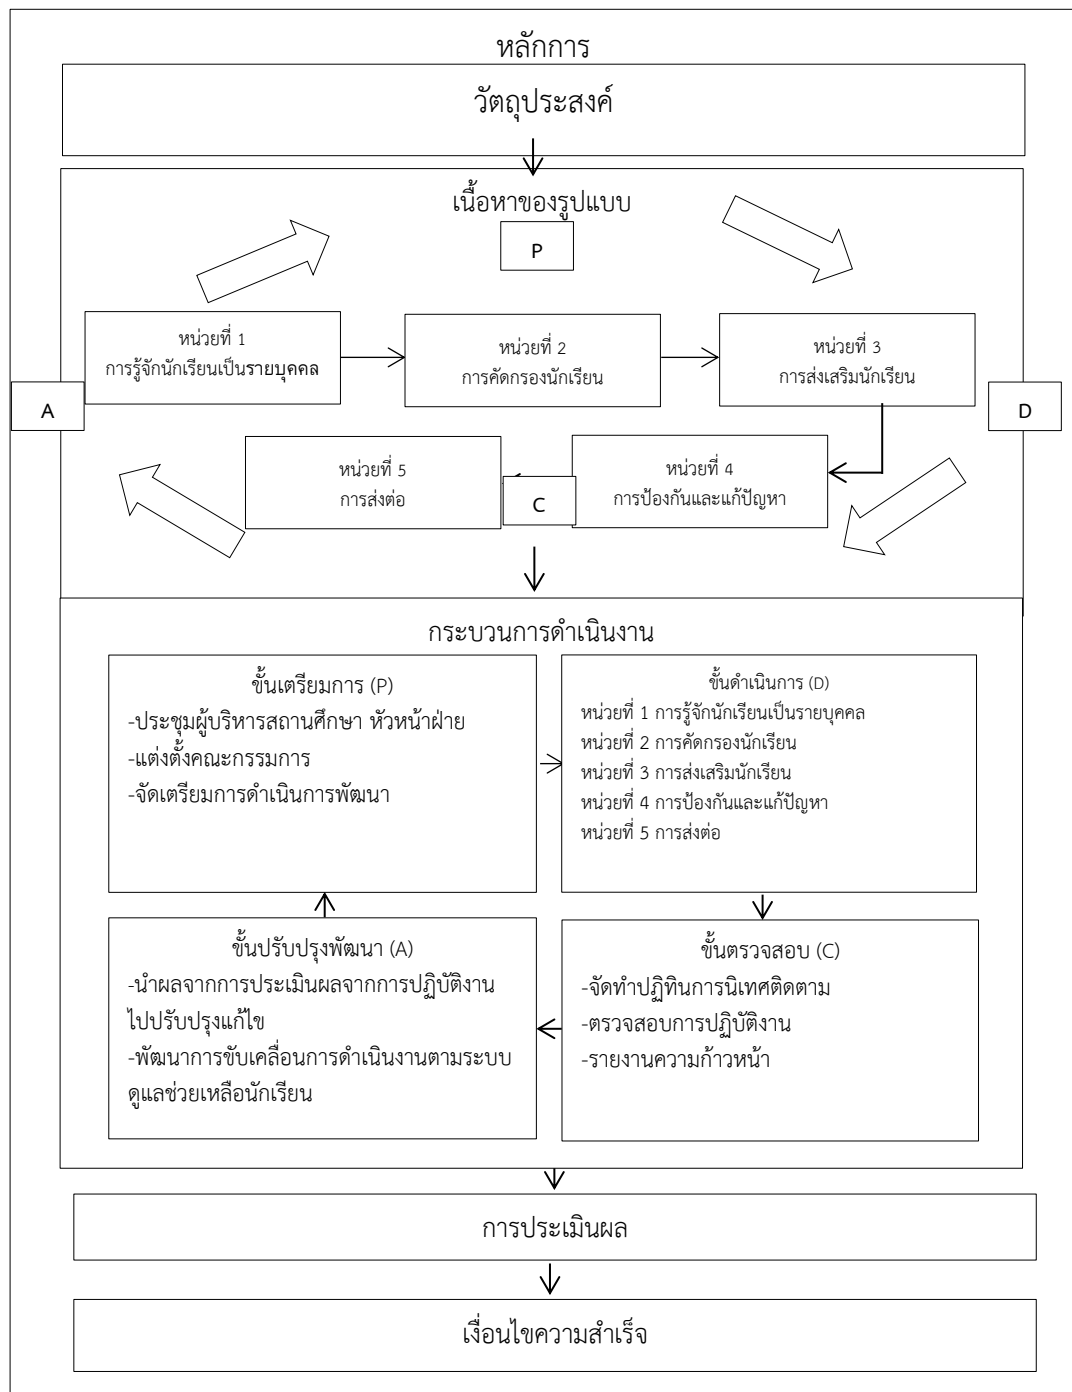 หลักการ
วัตถุประสงค์
เนื้อหาของรูปแบบ
P
หน่วยที่ 1
การรู้จักนักเรียนเป็นรายบุคคล
หน่วยที่ 2
การคัดกรองนักเรียน
หน่วยที่ 3
การส่งเสริมนักเรียน
A
D
หน่วยที่ 5
การส่งต่อ
C
หน่วยที่ 4
การป้องกันและแก้ปัญหา
กระบวนการดำเนินงาน
ขั้นเตรียมการ (P)
-ประชุมผู้บริหารสถานศึกษา หัวหน้าฝ่าย
-แต่งตั้งคณะกรรมการ
-จัดเตรียมการดำเนินการพัฒนา
ขั้นดำเนินการ (D)
หน่วยที่ 1 การรู้จักนักเรียนเป็นรายบุคคล
หน่วยที่ 2 การคัดกรองนักเรียน
หน่วยที่ 3 การส่งเสริมนักเรียน
หน่วยที่ 4 การป้องกันและแก้ปัญหา
หน่วยที่ 5 การส่งต่อ
ขั้นปรับปรุงพัฒนา (A)
-นำผลจากการประเมินผลจากการปฏิบัติงาน
ไปปรับปรุงแก้ไข
-พัฒนาการขับเคลื่อนการดำเนินงานตามระบบ
ดูแลช่วยเหลือนักเรียน
ขั้นตรวจสอบ (C)
-จัดทำปฏิทินการนิเทศติดตาม
-ตรวจสอบการปฏิบัติงาน
-รายงานความก้าวหน้า
การประเมินผล
เงื่อนไขความสำเร็จ